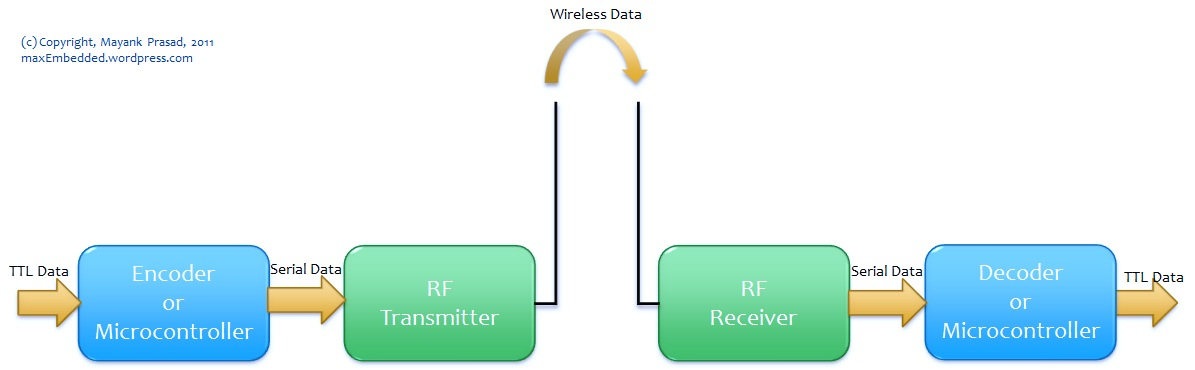 Wireless Data
(c) Copyright, Mayank Prasad, 2011
maxEmbedded.wordpress.com
TTL Data
Encoder
or
Microcontroller
Serial Data
RF
Transmitter
RF
Receiver
Serial Data
Decoder
or
Microcontroller
TTL Data